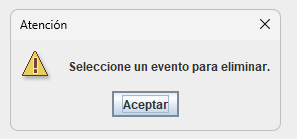 Atención
Seleccione un evento para eliminar.
Aceptar